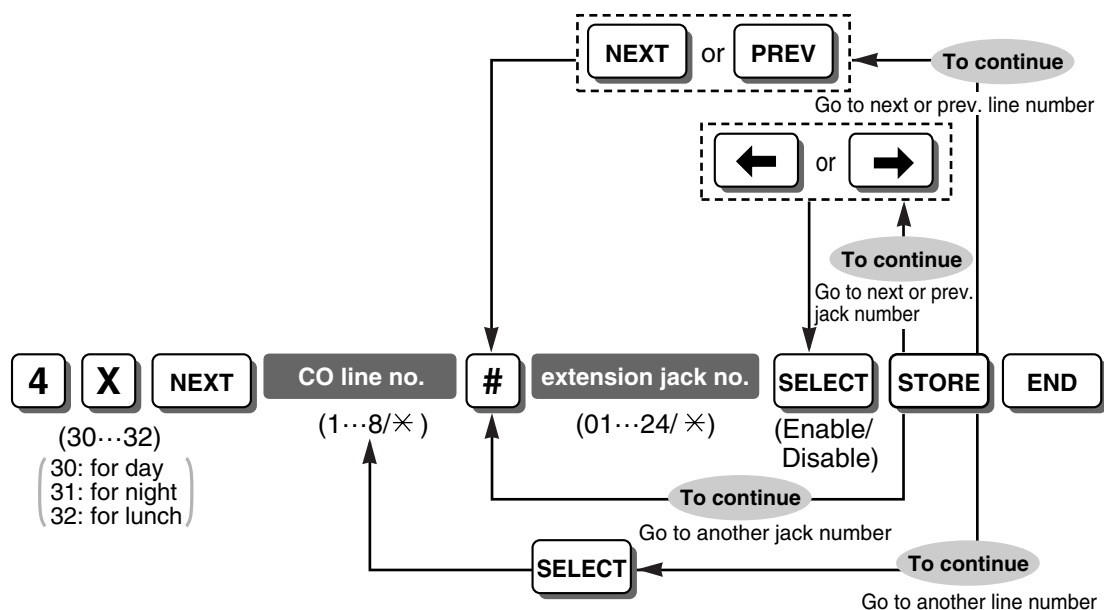 NEXT or PREV
To continue
Go to next or prev. line number
← or →
To continue
Go to next or prev.
jack number
4 X NEXT CO line no. # extension jack no. SELECT STORE END
(30···32)
30: for day
31: for night
32: for lunch
(1···8/✳)
(01···24/ ✳)
(Enable/
Disable)
To continue
Go to another jack number
SELECT
To continue
Go to another line number